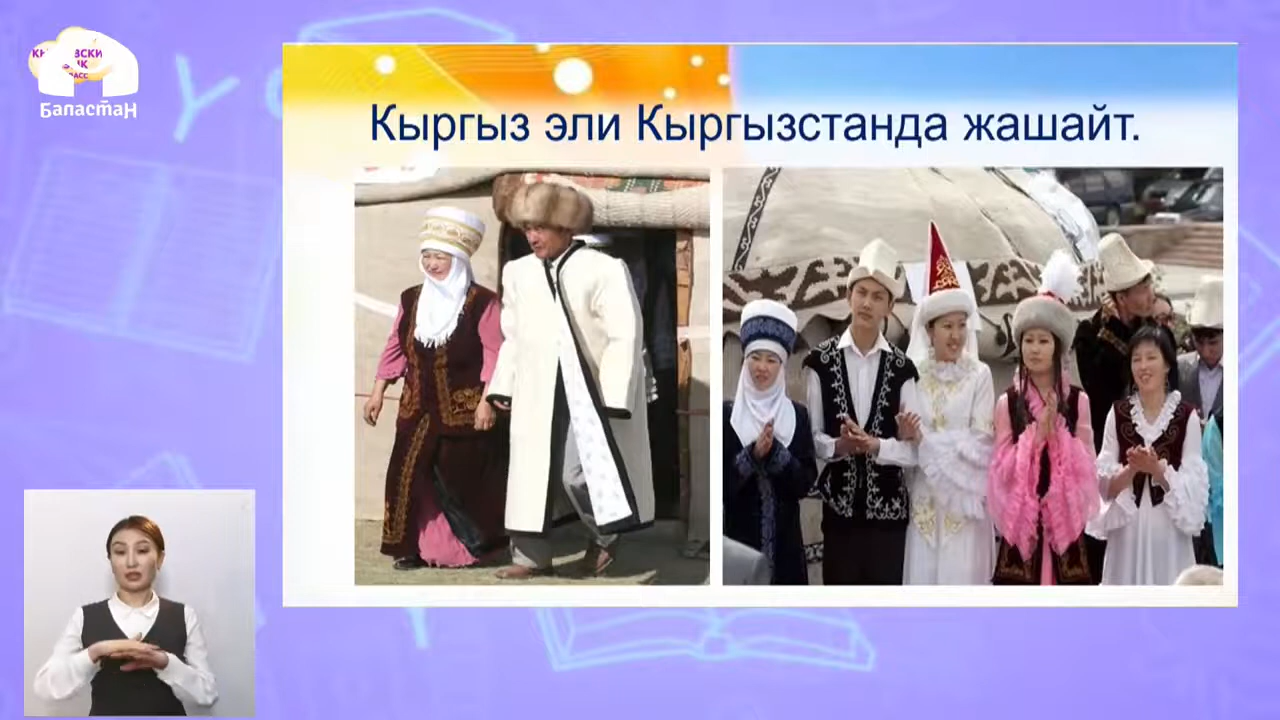 Баластан
Кыргыз эли Кыргызстанда жашайт.